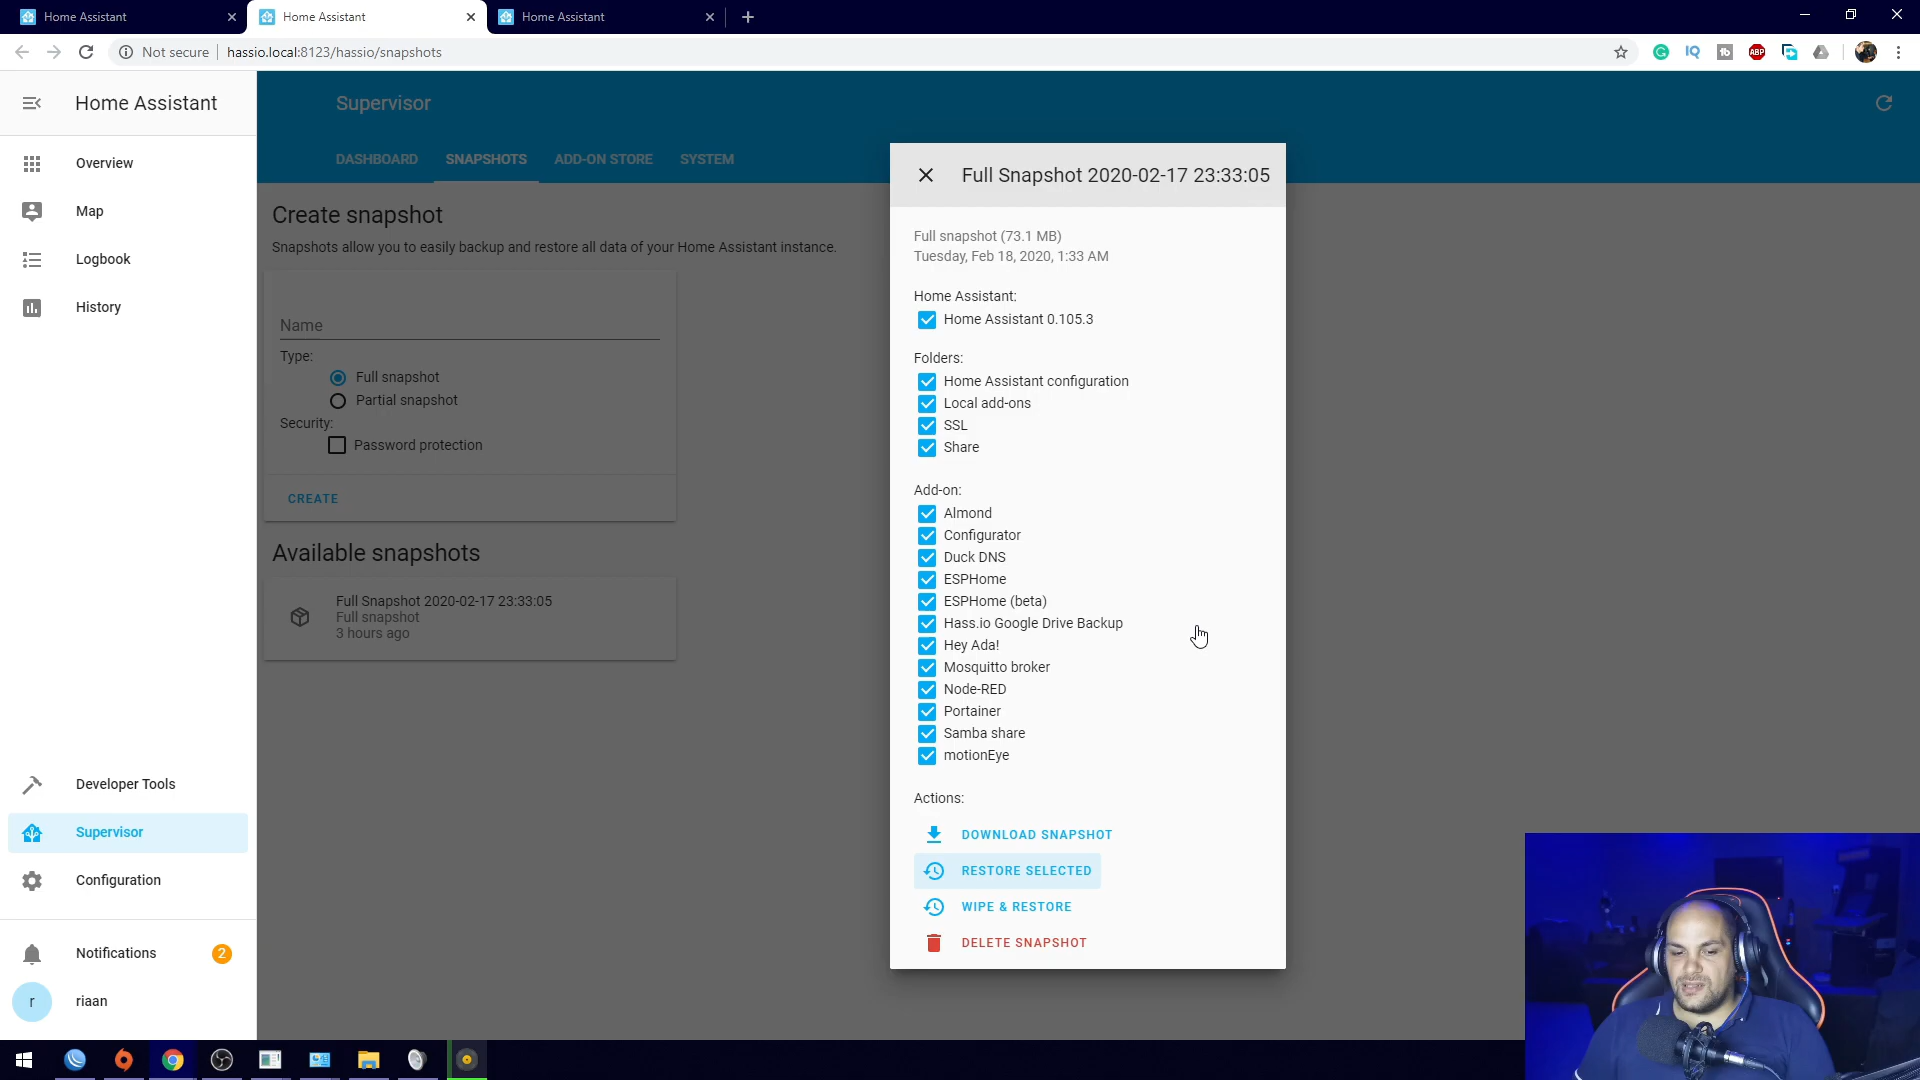 Home Assistant
Home Assistant
Home Assistant
Not secure
hassio.local:8123/hassio/snapshots
IQ
tb
ABP
Home Assistant
Overview
Map
Logbook
History
Developer Tools
Supervisor
Configuration
Notifications
2
r
riaan
Supervisor
DASHBOARD
SNAPSHOTS
ADD-ON STORE
SYSTEM
Create snapshot
Snapshots allow you to easily backup and restore all data of your Home Assistant instance.
Name
Type:
Full snapshot
Partial snapshot
Security:
Password protection
CREATE
Available snapshots
Full Snapshot 2020-02-17 23:33:05
Full snapshot
3 hours ago
Full Snapshot 2020-02-17 23:33:05
Full snapshot (73.1 MB)
Tuesday, Feb 18, 2020, 1:33 AM
Home Assistant:
Home Assistant 0.105.3
Folders:
Home Assistant configuration
Local add-ons
SSL
Share
Add-on:
Almond
Configurator
Duck DNS
ESPHome
ESPHome (beta)
Hass.io Google Drive Backup
Hey Ada!
Mosquitto broker
Node-RED
Portainer
Samba share
motionEye
Actions:
DOWNLOAD SNAPSHOT
RESTORE SELECTED
WIPE & RESTORE
DELETE SNAPSHOT